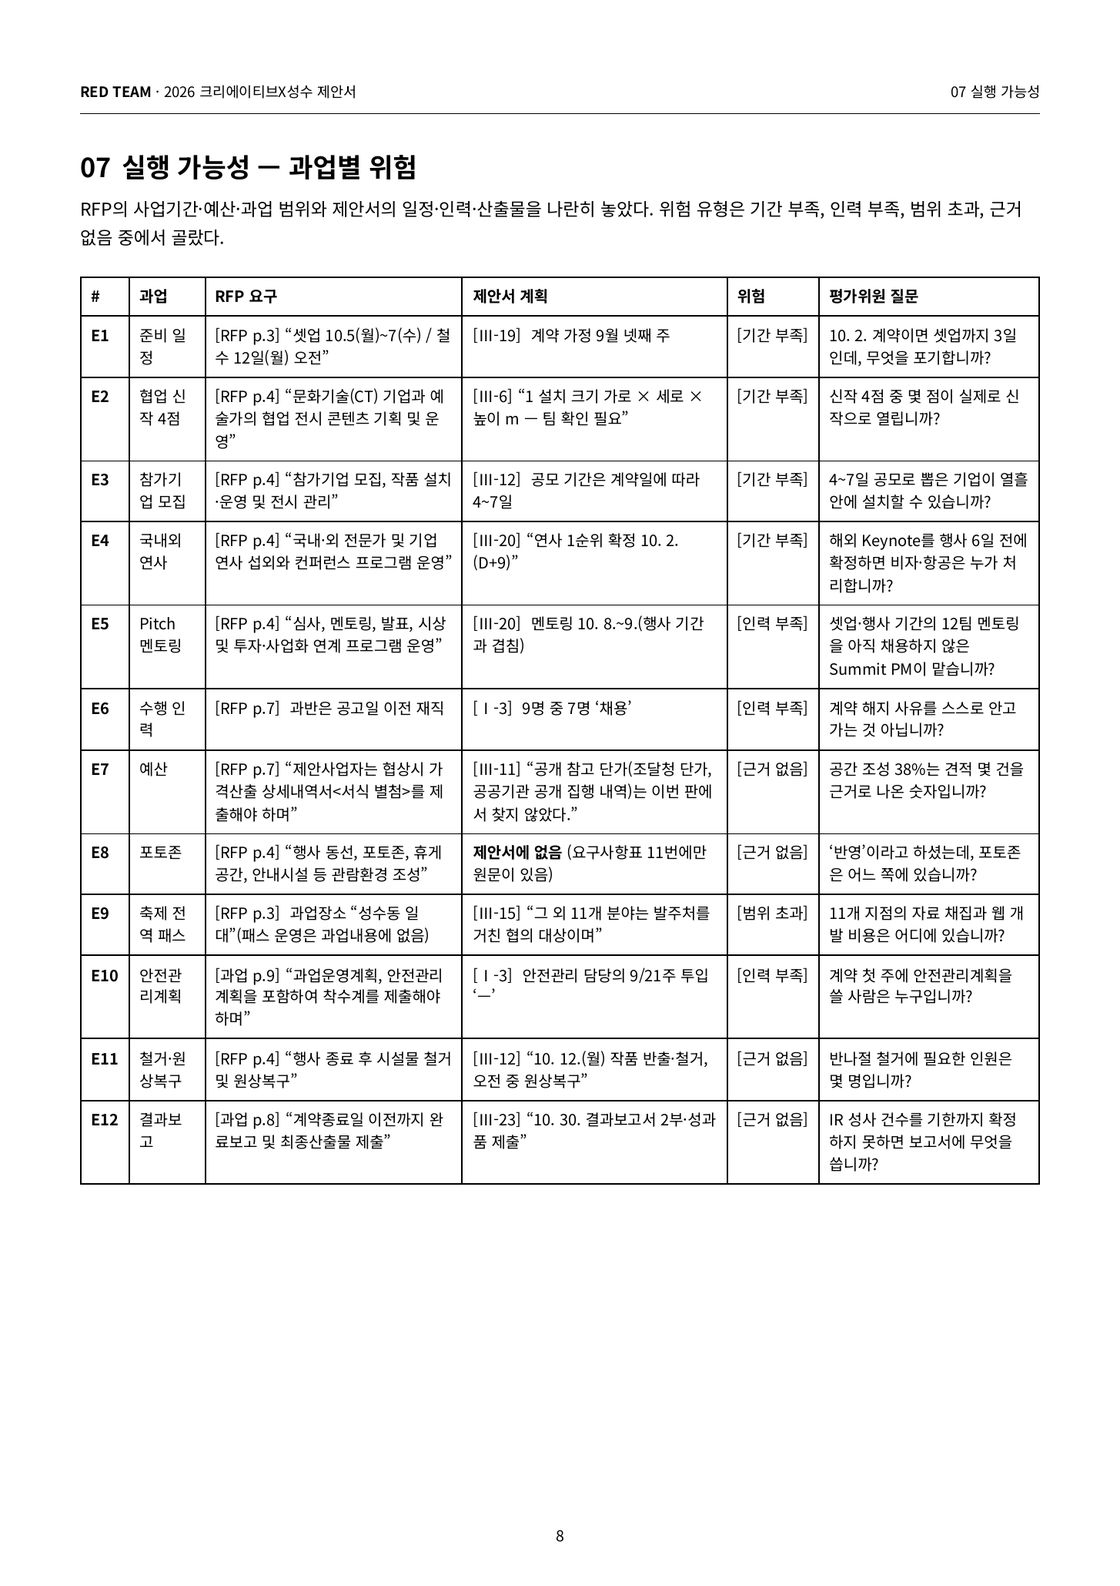 RED TEAM · 2026 크리에이티브X성수 제안서
07 실행 가능성
07 실행 가능성 — 과업별 위험
RFP의 사업기간·예산·과업 범위와 제안서의 일정·인력·산출물을 나란히 놓았다. 위험 유형은 기간 부족, 인력 부족, 범위 초과, 근거
없음 중에서 골랐다.
# 과업 RFP 요구 제안서 계획 위험 평가위원 질문
E1
준비 일
정
[RFP p.3] “셋업 10.5(월)~7(수) / 철
수 12일(월) 오전”
[III-19] 계약 가정 9월 넷째 주
[기간 부족]
10. 2. 계약이면 셋업까지 3일
인데, 무엇을 포기합니까?
E2
협업 신
작 4점
[RFP p.4] “문화기술(CT) 기업과 예
술가의 협업 전시 콘텐츠 기획 및 운
영”
[III-6] “1 설치 크기 가로 × 세로 ×
높이 m — 팀 확인 필요”
[기간 부족]
신작 4점 중 몇 점이 실제로 신
작으로 열립니까?
E3
참가기
업 모집
[RFP p.4] “참가기업 모집, 작품 설치
·운영 및 전시 관리”
[III-12] 공모 기간은 계약일에 따라
4~7일
[기간 부족]
4~7일 공모로 뽑은 기업이 열흘
안에 설치할 수 있습니까?
E4
국내외
연사
[RFP p.4] “국내·외 전문가 및 기업
연사 섭외와 컨퍼런스 프로그램 운영”
[III-20] “연사 1순위 확정 10. 2.
(D+9)”
[기간 부족]
해외 Keynote를 행사 6일 전에
확정하면 비자·항공은 누가 처
리합니까?
E5
Pitch
멘토링
[RFP p.4] “심사, 멘토링, 발표, 시상
및 투자·사업화 연계 프로그램 운영”
[III-20] 멘토링 10. 8.~9.(행사 기간
과 겹침)
[인력 부족]
셋업·행사 기간의 12팀 멘토링
을 아직 채용하지 않은
Summit PM이 맡습니까?
E6
수행 인
력
[RFP p.7] 과반은 공고일 이전 재직
[Ⅰ-3] 9명 중 7명 ‘채용’
[인력 부족]
계약 해지 사유를 스스로 안고
가는 것 아닙니까?
E7
예산
[RFP p.7] “제안사업자는 협상시 가
격산출 상세내역서<서식 별첨>를 제
출해야 하며”
[III-11] “공개 참고 단가(조달청 단가,
공공기관 공개 집행 내역)는 이번 판에
서 찾지 않았다.”
[근거 없음]
공간 조성 38%는 견적 몇 건을
근거로 나온 숫자입니까?
E8
포토존
[RFP p.4] “행사 동선, 포토존, 휴게
공간, 안내시설 등 관람환경 조성”
제안서에 없음 (요구사항표 11번에만
원문이 있음)
[근거 없음]
‘반영’이라고 하셨는데, 포토존
은 어느 쪽에 있습니까?
E9
축제 전
역 패스
[RFP p.3] 과업장소 “성수동 일
대”(패스 운영은 과업내용에 없음)
[III-15] “그 외 11개 분야는 발주처를
거친 협의 대상이며”
[범위 초과]
11개 지점의 자료 채집과 웹 개
발 비용은 어디에 있습니까?
E10
안전관
리계획
[과업 p.9] “과업운영계획, 안전관리
계획을 포함하여 착수계를 제출해야
하며”
[Ⅰ-3] 안전관리 담당의 9/21주 투입
‘—’
[인력 부족]
계약 첫 주에 안전관리계획을
쓸 사람은 누구입니까?
E11
철거·원
상복구
[RFP p.4] “행사 종료 후 시설물 철거
및 원상복구”
[III-12] “10. 12.(월) 작품 반출·철거,
오전 중 원상복구”
[근거 없음]
반나절 철거에 필요한 인원은
몇 명입니까?
E12
결과보
고
[과업 p.8] “계약종료일 이전까지 완
료보고 및 최종산출물 제출”
[III-23] “10. 30. 결과보고서 2부·성과
품 제출”
[근거 없음]
IR 성사 건수를 기한까지 확정
하지 못하면 보고서에 무엇을
씁니까?
8